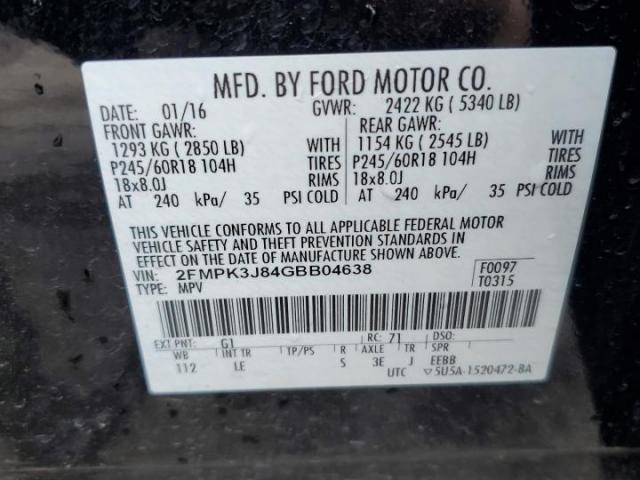 MFD. BY FORD MOTOR CO.
DATE: 01/16 GVWR: 2422 KG ( 5340 LB)
FRONT GAWR: REAR GAWR:
1293 KG ( 2850 LB) 1154 KG ( 2545 LB)
P245/60R18 104H TIRES P245/60R18 104H TIRES
18x8.0J RIMS 18x8.0J RIMS
AT 240 kPa/ 35 PSI COLD AT 240 kPa/ 35 PSI COLD
THIS VEHICLE CONFORMS TO ALL APPLICABLE FEDERAL MOTOR
VEHICLE SAFETY AND THEFT PREVENTION STANDARDS IN
EFFECT ON THE DATE OF MANUFACTURE SHOWN ABOVE.
VIN: 2FMPK3J84GBB04638 F0097
TYPE: MPV T0315
EXT PNT: G1 RC: 71 DSO:
WB INT TR TP/PS R AXLE TR SPR
112 LE S 3E J EEBB
UTC ▽5U5A-1520472-BA